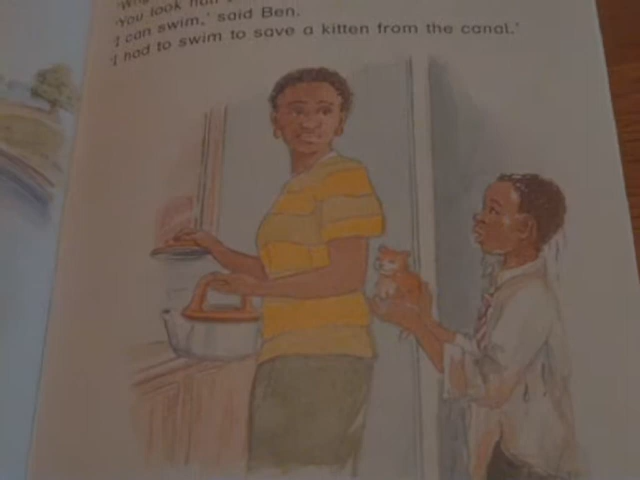 'You look
'I can swim,' said Ben.
'I had to swim to save a kitten from the canal.'